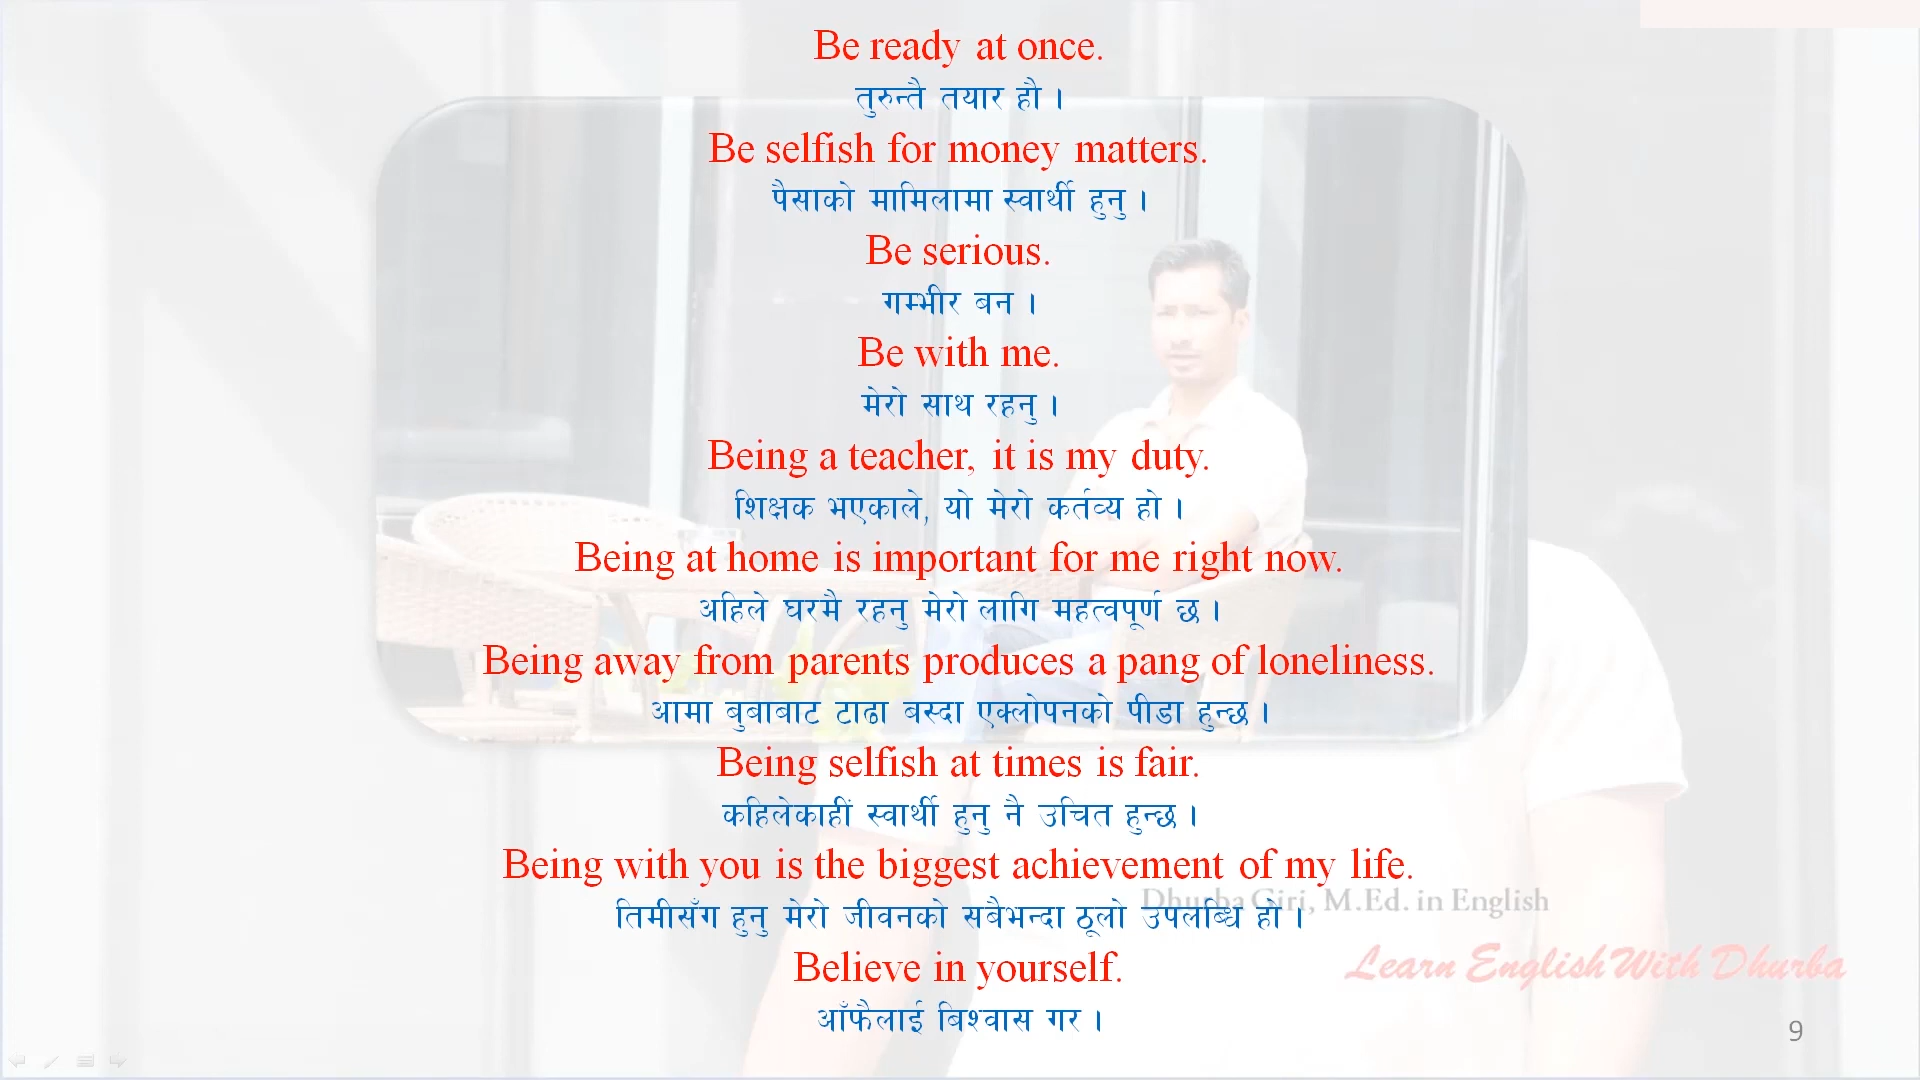 Be ready at once.
तुरुन्तै तयार हौ ।
Be selfish for money matters.
पैसाको मामिलामा स्वार्थी हुनु ।
Be serious.
गम्भीर बन ।
Be with me.
मेरो साथ रहनु ।
Being a teacher, it is my duty.
शिक्षक भएकाले, यो मेरो कर्तव्य हो ।
Being at home is important for me right now.
अहिले घरमै रहनु मेरो लागि महत्वपूर्ण छ ।
Being away from parents produces a pang of loneliness.
आमा बुबाबाट टाढा बस्दा एक्लोपनको पीडा हुन्छ ।
Being selfish at times is fair.
कहिलेकाहीं स्वार्थी हुनु नै उचित हुन्छ ।
Being with you is the biggest achievement of my life.
तिमीसँग हुनु मेरो जीवनको सबैभन्दा ठूलो उपलब्धि हो ।
Dhurba Giri, M.Ed. in English
Believe in yourself.
Learn English With Dhurba
आँफैलाई बिश्वास गर ।
9